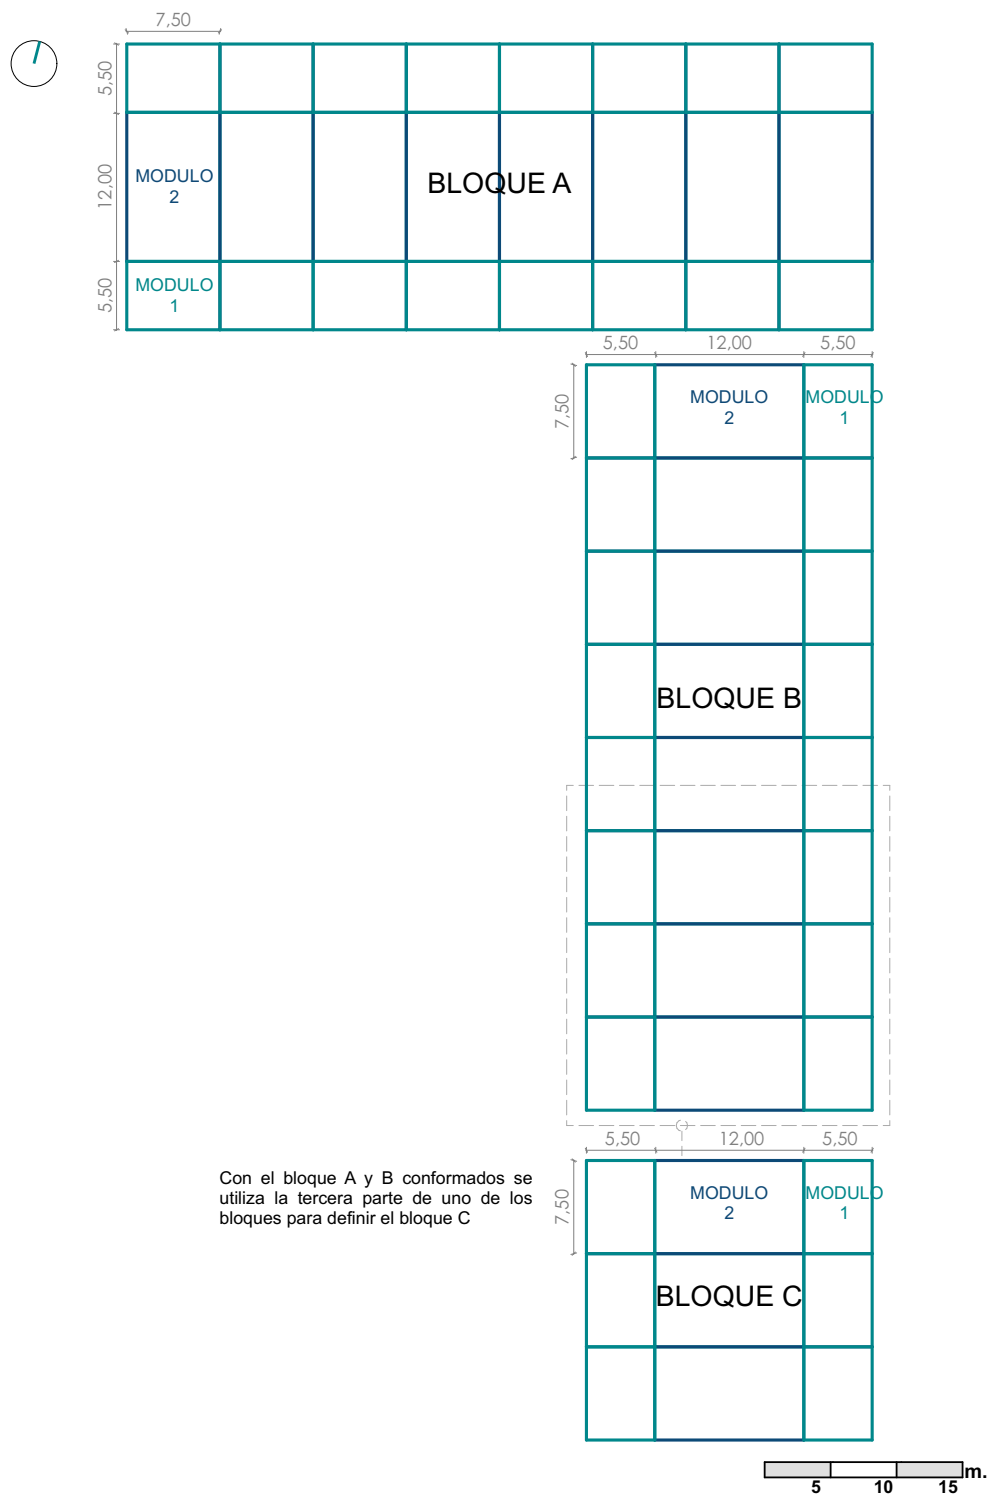 7,50
5,50
12,00
5,50
MODULO
2
BLOQUE A
MODULO
1
5,50 12,00 5,50
7,50
MODULO
2
MODULO
1
BLOQUE B
5,50 12,00 5,50
7,50
Con el bloque A y B conformados se
utiliza la tercera parte de uno de los
bloques para definir el bloque C
MODULO
2
MODULO
1
BLOQUE C
5 10 15 m.